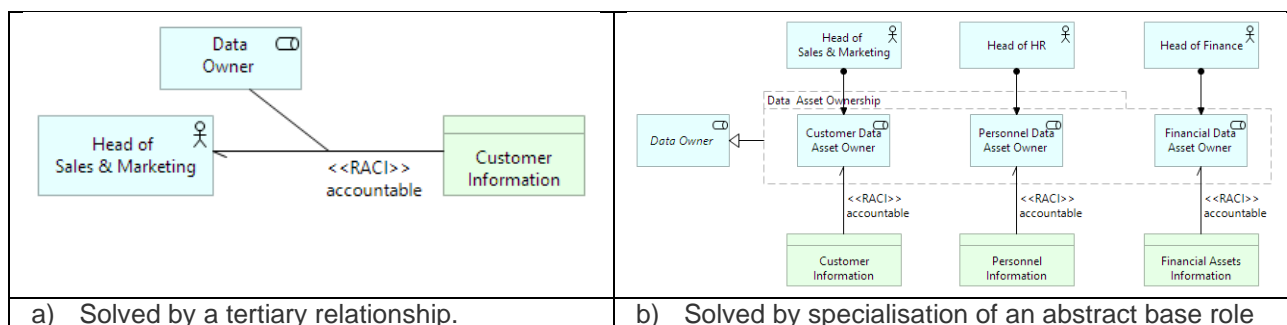 Data
Owner
Head of
Sales & Marketing
<<RACI>>
accountable
Customer
Information
a) Solved by a tertiary relationship.
Head of
Sales & Marketing
Head of HR
Head of Finance
Data Asset Ownership
Data Owner
Customer Data
Asset Owner
Personnel Data
Asset Owner
Financial Data
Asset Owner
<<RACI>>
accountable
<<RACI>>
accountable
<<RACI>>
accountable
Customer
Information
Personnel
Information
Financial Assets
Information
b) Solved by specialisation of an abstract base role